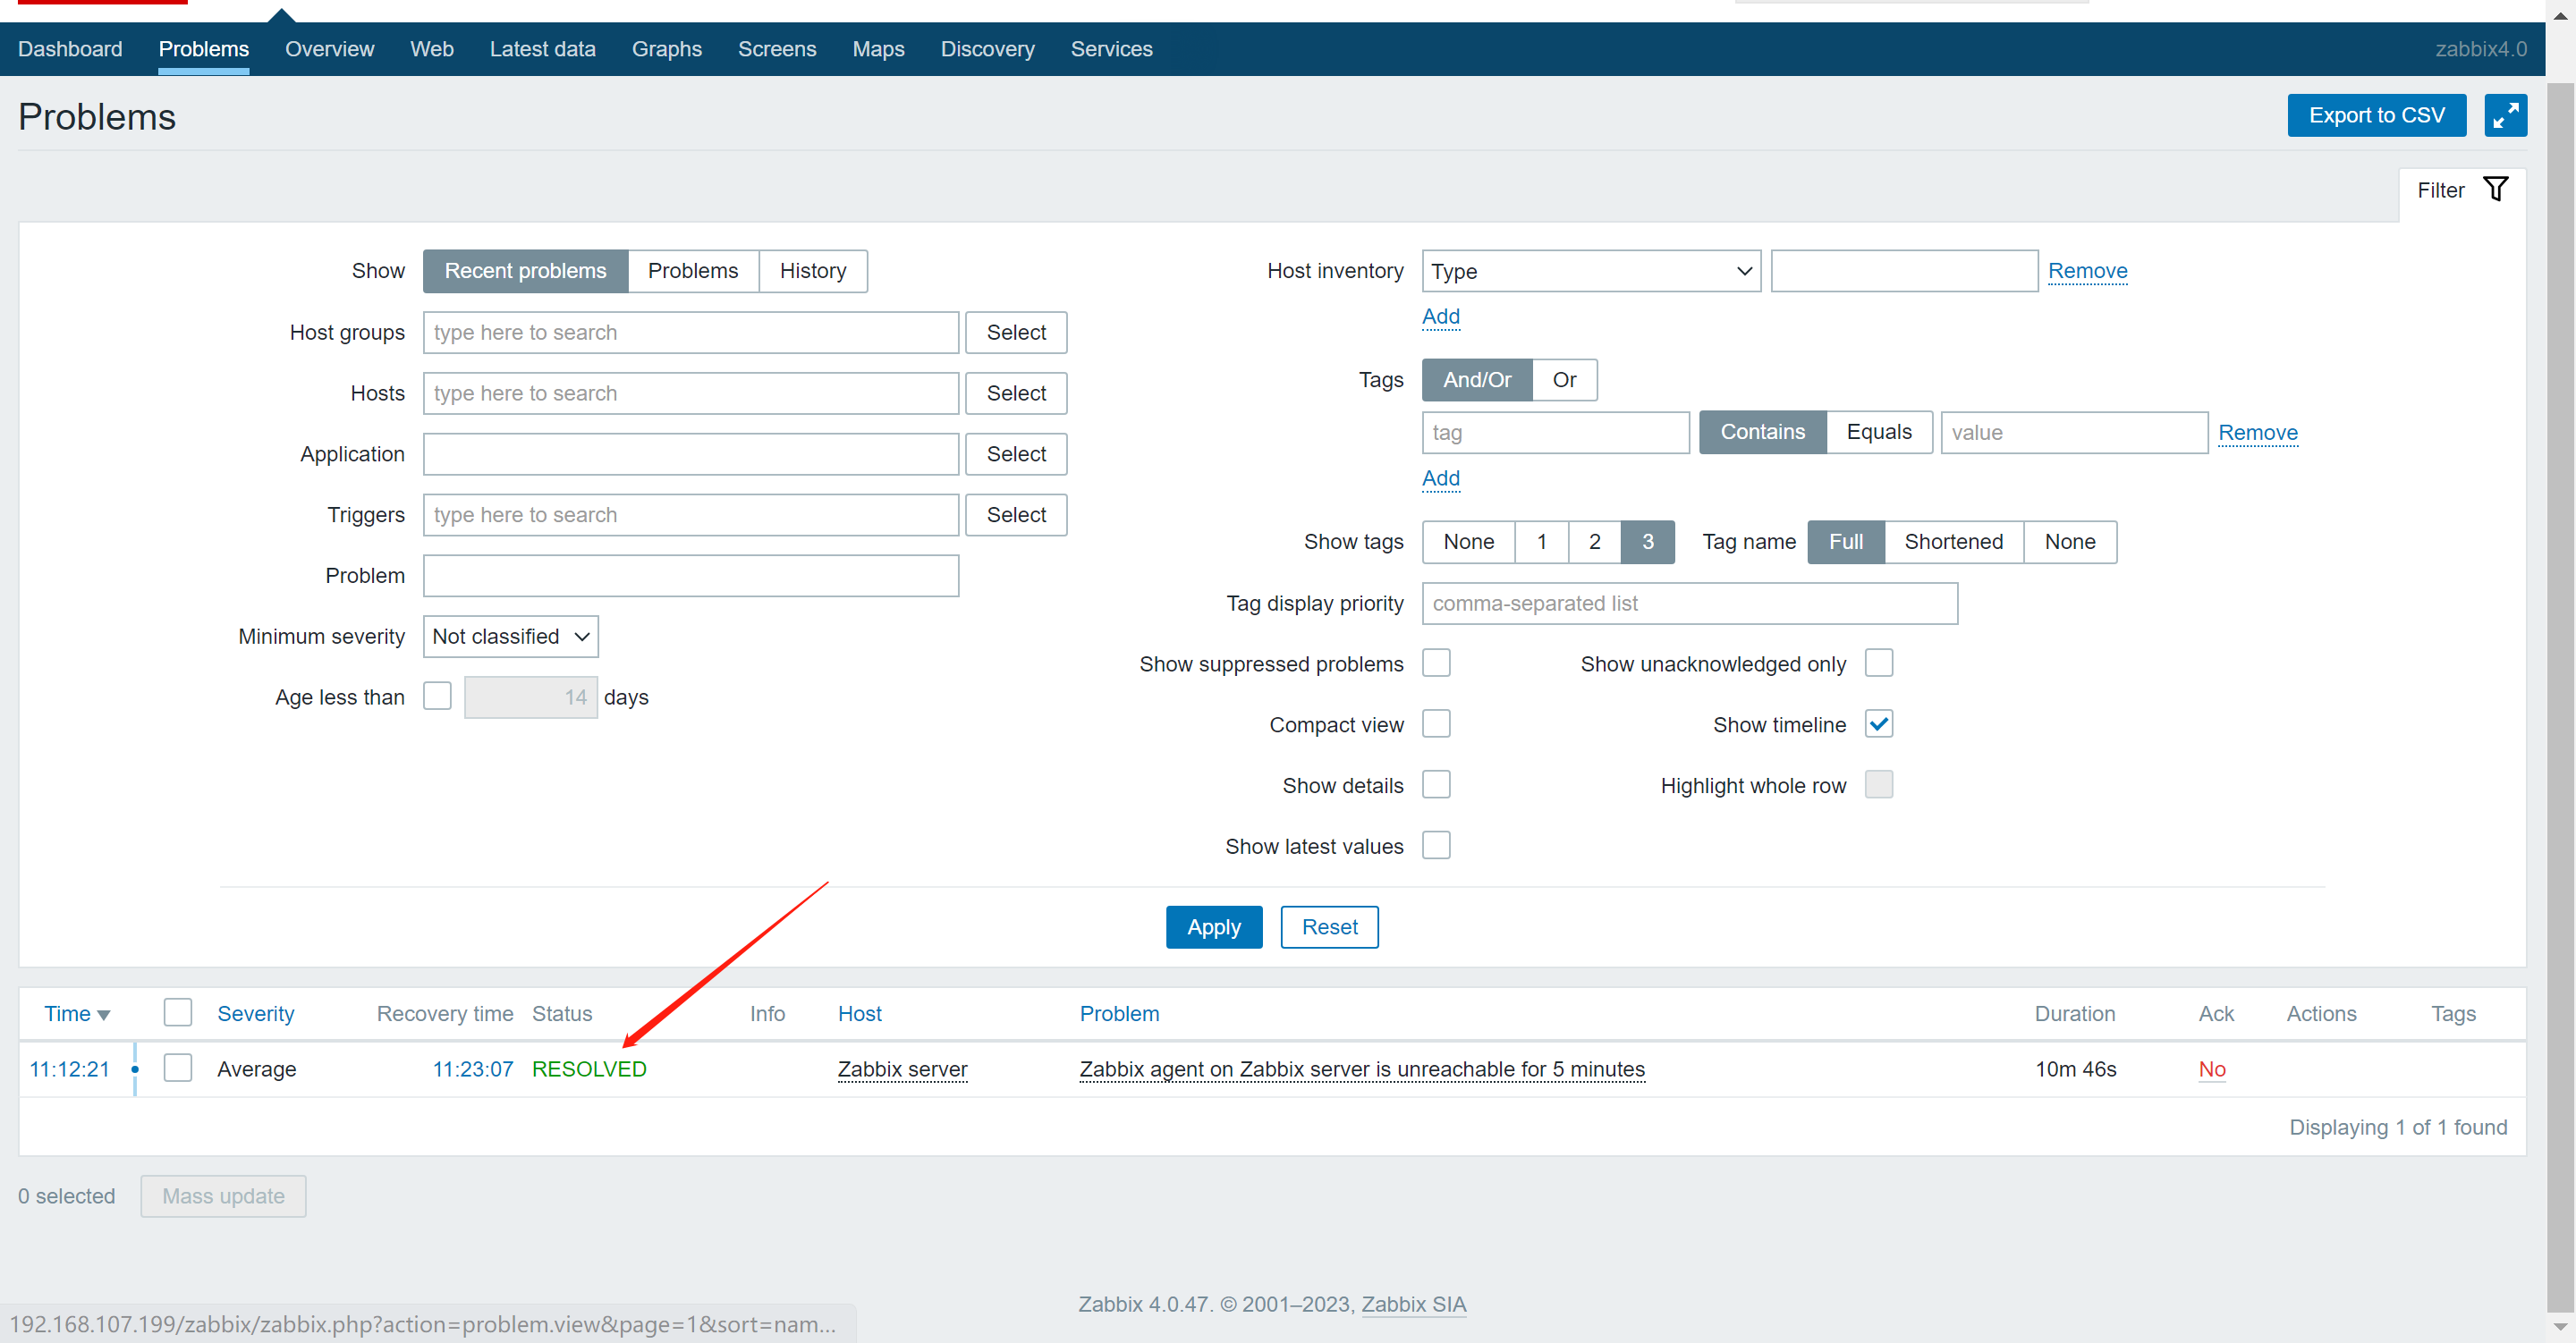 Dashboard Problems Overview Web Latest data Graphs Screens Maps Discovery Services zabbix4.0
Problems Export to CSV
Filter
Show Recent problems Problems History
Host groups type here to search Select
Hosts type here to search Select
Application Select
Triggers type here to search Select
Problem
Minimum severity Not classified
Age less than 14 days
Host inventory Type Remove
Add
Tags And/Or Or
tag Contains Equals value Remove
Add
Show tags None 1 2 3 Tag name Full Shortened None
Tag display priority comma-separated list
Show suppressed problems Show unacknowledged only
Compact view Show timeline
Show details Highlight whole row
Show latest values
Apply Reset
Time Severity Recovery time Status Info Host Problem Duration Ack Actions Tags
11:12:21 Average 11:23:07 RESOLVED Zabbix server Zabbix agent on Zabbix server is unreachable for 5 minutes 10m 46s No
Displaying 1 of 1 found
0 selected Mass update
Zabbix 4.0.47. © 2001–2023, Zabbix SIA
192.168.107.199/zabbix/zabbix.php?action=problem.view&page=1&sort=nam...